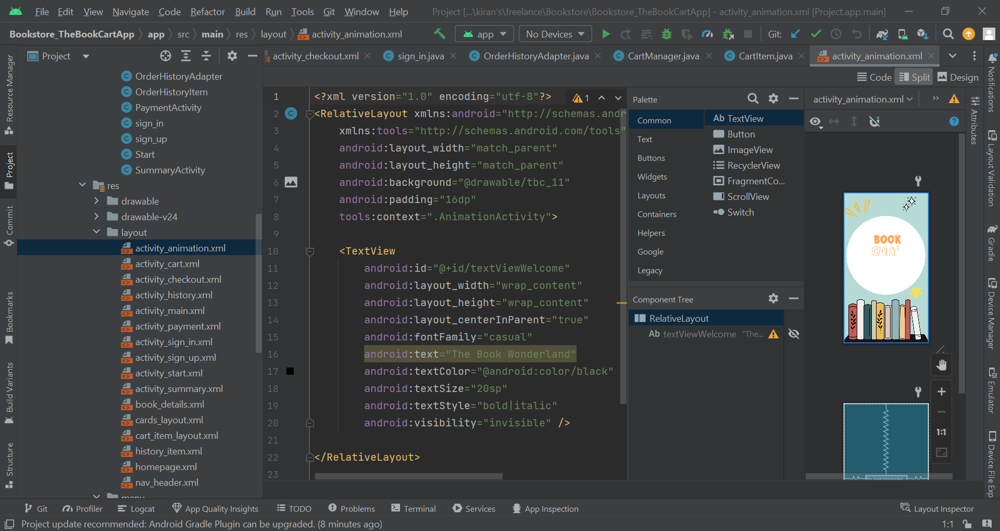 File Edit View Navigate Code Refactor Build Run Tools Git Window Help Project [...\kiran's\freelance\Bookstore\Bookstore_TheBookCartApp] - activity_animation.xml [Project.app.main]
Bookstore_TheBookCartApp app src main res layout activity_animation.xml app No Devices Git:
Project activity_checkout.xml sign_in.java OrderHistoryAdapter.java CartManager.java CartItem.java activity_animation.xml
Code Split Design
Resource Manager
Project
Commit
Bookmarks
Build Variants
Structure
OrderHistoryAdapter
OrderHistoryItem
PaymentActivity
sign_in
sign_up
Start
SummaryActivity
res
drawable
drawable-v24
layout
activity_animation.xml
activity_cart.xml
activity_checkout.xml
activity_history.xml
activity_main.xml
activity_payment.xml
activity_sign_in.xml
activity_sign_up.xml
activity_start.xml
activity_summary.xml
book_details.xml
cards_layout.xml
cart_item_layout.xml
history_item.xml
homepage.xml
nav_header.xml
menu
1 <?xml version="1.0" encoding="utf-8"?> 1
2 <RelativeLayout xmlns:android="http://schemas.andr
3 xmlns:tools="http://schemas.android.com/tools"
4 android:layout_width="match_parent"
5 android:layout_height="match_parent"
6 android:background="@drawable/tbc_11"
7 android:padding="16dp"
8 tools:context=".AnimationActivity">
9
10 <TextView
11 android:id="@+id/textViewWelcome"
12 android:layout_width="wrap_content"
13 android:layout_height="wrap_content"
14 android:layout_centerInParent="true"
15 android:fontFamily="casual"
16 android:text="The Book Wonderland"
17 android:textColor="@android:color/black"
18 android:textSize="20sp"
19 android:textStyle="bold|italic"
20 android:visibility="invisible" />
21
22 </RelativeLayout>
23
Palette
Common
Text
Buttons
Widgets
Layouts
Containers
Helpers
Google
Legacy
Ab TextView
Button
ImageView
RecyclerView
FragmentCo...
ScrollView
Switch
Component Tree
RelativeLayout
Ab textViewWelcome "The...
activity_animation.xml
BOOK
CART
The Book Wonderland
1:1
Attributes
Notifications
Layout Validation
Gradle
Device Manager
Emulator
Device File Exp
Git Profiler Logcat App Quality Insights TODO Problems Terminal Services App Inspection Layout Inspector
Project update recommended: Android Gradle Plugin can be upgraded. (8 minutes ago) 1:1